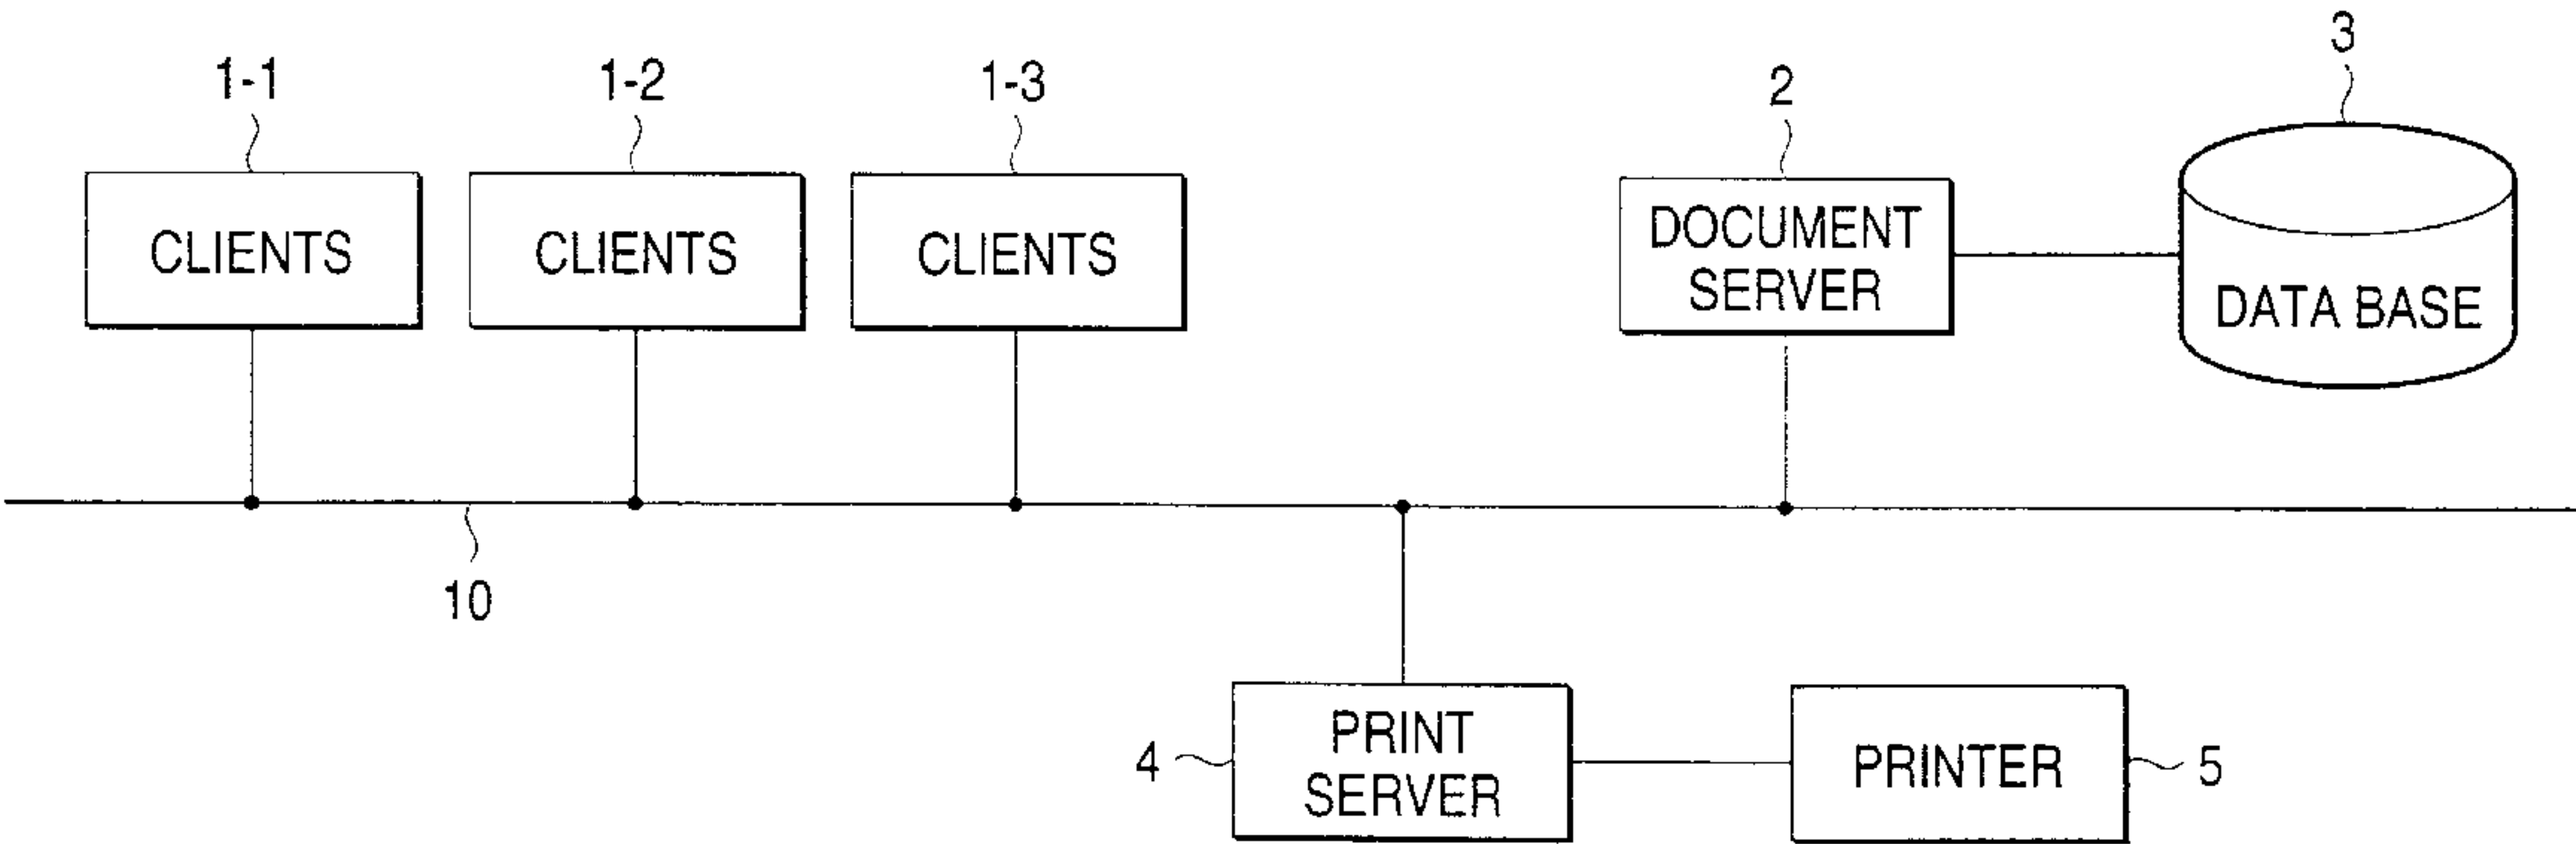 3
1-1
1-2
1-3
2
CLIENTS
CLIENTS
CLIENTS
DOCUMENT
SERVER
DATA BASE
10
4
PRINT
SERVER
PRINTER
5